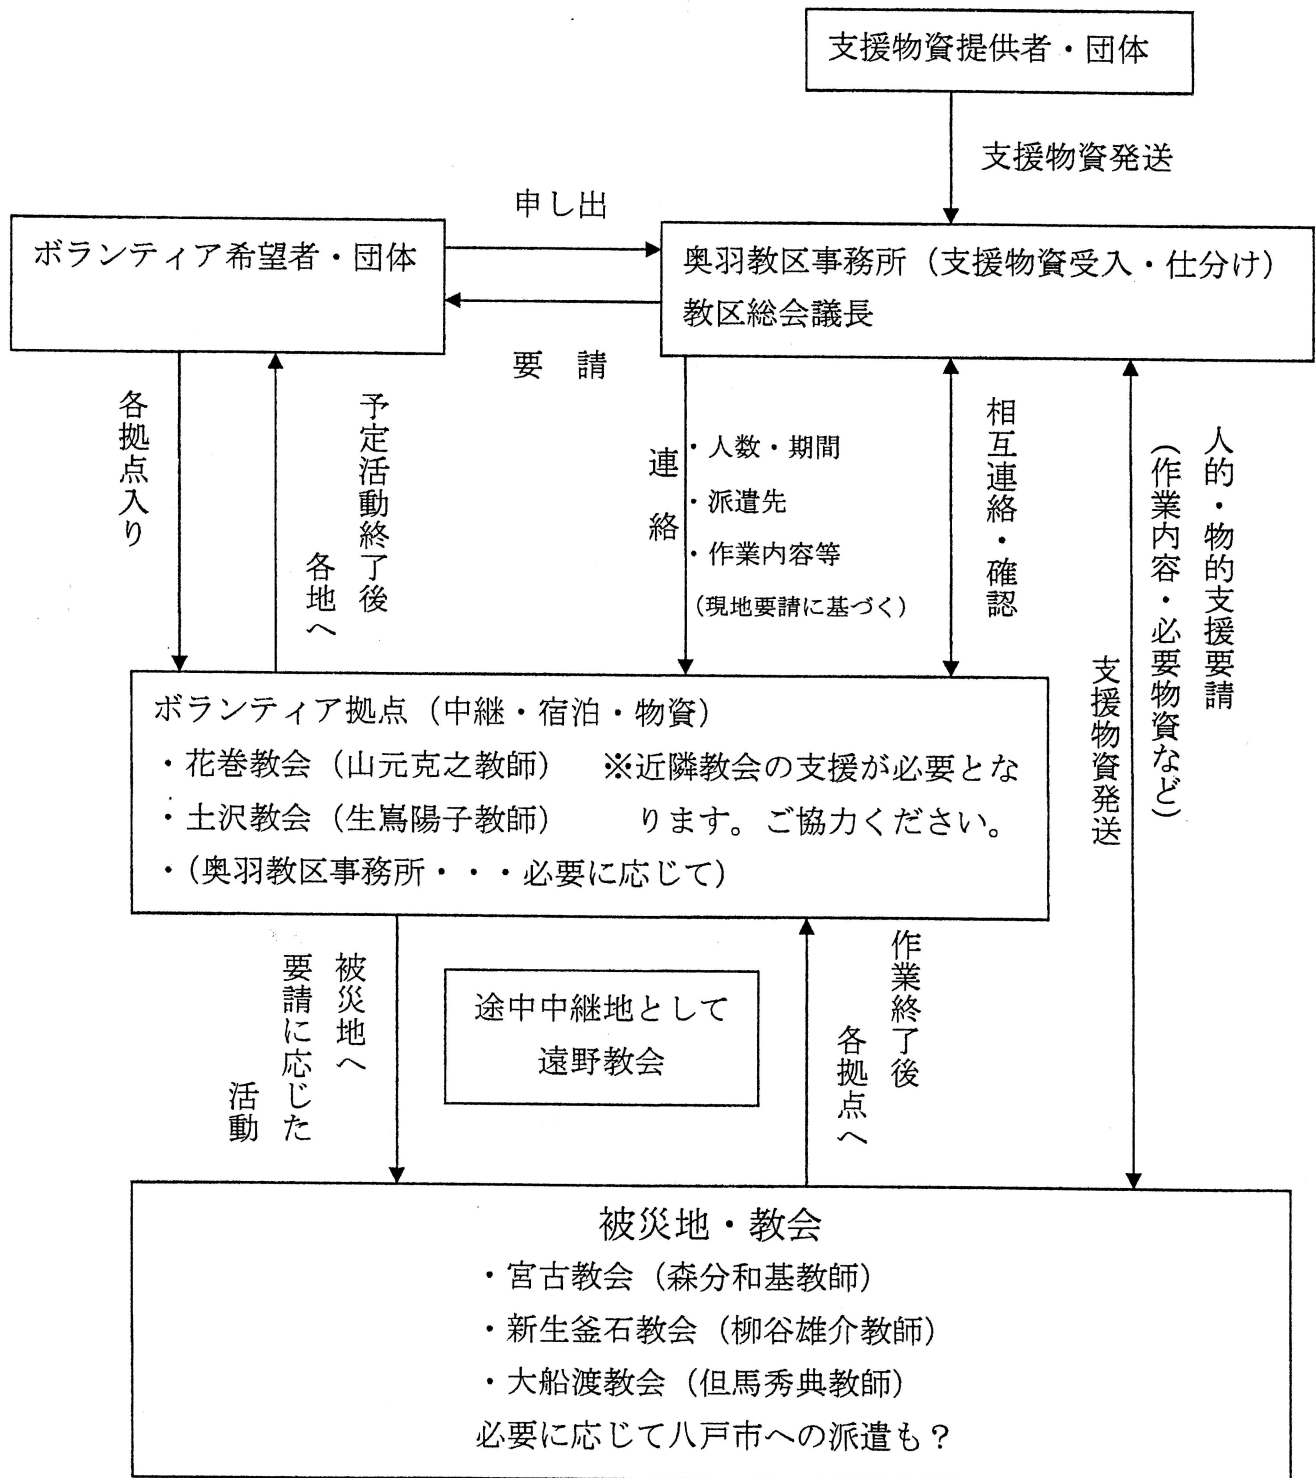 支援物資提供者・団体
支援物資発送
申し出
ボランティア希望者・団体
奥羽教区事務所（支援物資受入・仕分け）
教区総会議長
要　請
各拠点入り
予定活動終了後
各地へ
連絡
・人数・期間
・派遣先
・作業内容等
（現地要請に基づく）
相互連絡・確認
人的・物的支援要請
（作業内容・必要物資など）
支援物資発送
ボランティア拠点（中継・宿泊・物資）
・花巻教会（山元克之教師）　※近隣教会の支援が必要とな
・土沢教会（生嶌陽子教師）　ります。ご協力ください。
・（奥羽教区事務所・・・必要に応じて）
被災地へ
要請に応じた
活動
途中中継地として
遠野教会
作業終了後
各拠点へ
被災地・教会
・宮古教会（森分和基教師）
・新生釜石教会（柳谷雄介教師）
・大船渡教会（但馬秀典教師）
必要に応じて八戸市への派遣も？